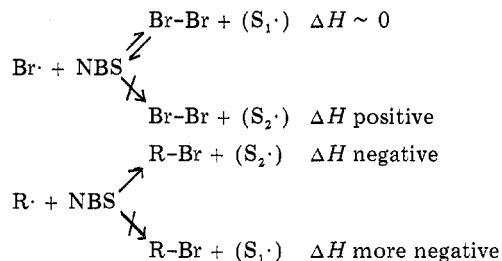 Br–Br + (S₁·) ΔH ~ 0
Br· + NBS
Br–Br + (S₂·) ΔH positive
R–Br + (S₂·) ΔH negative
R· + NBS
R–Br + (S₁·) ΔH more negative